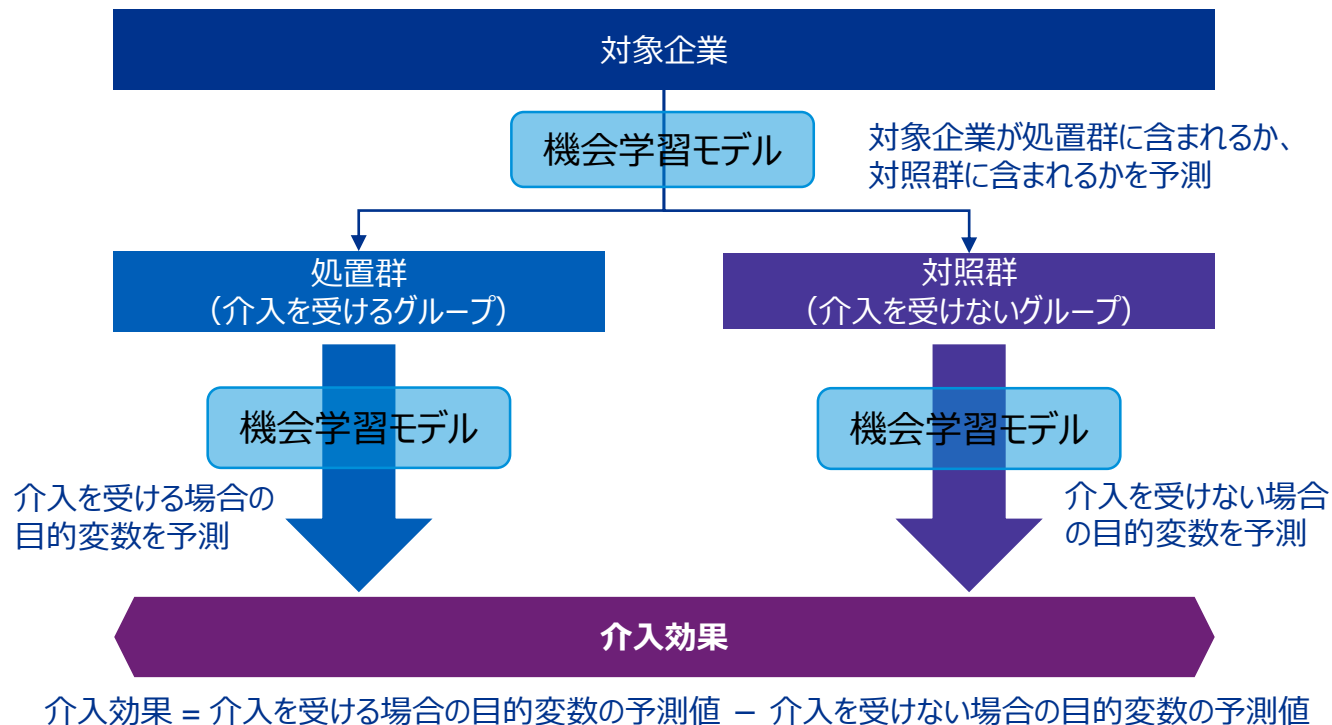 対象企業
機会学習モデル
対象企業が処置群に含まれるか、
対照群に含まれるかを予測
処置群
（介入を受けるグループ）
対照群
（介入を受けないグループ）
機会学習モデル
機会学習モデル
介入を受ける場合の
目的変数を予測
介入を受けない場合
の目的変数を予測
介入効果
介入効果 = 介入を受ける場合の目的変数の予測値 － 介入を受けない場合の目的変数の予測値